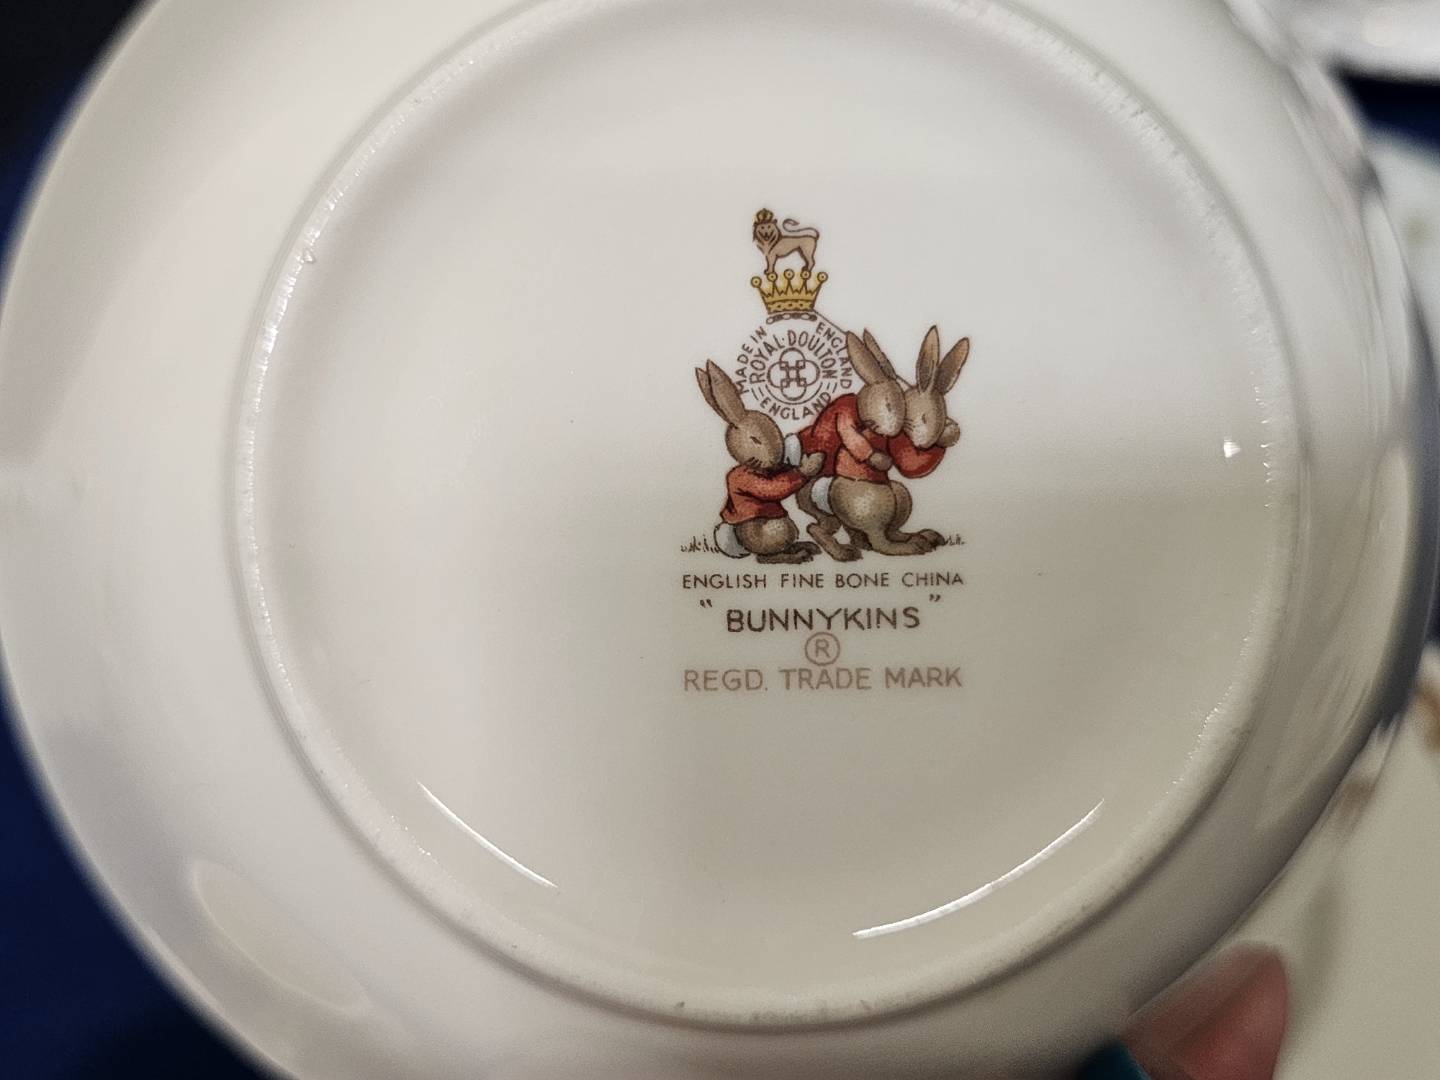 MADE IN ENGLAND
ROYAL·DOULTON
ENGLAND
ENGLISH FINE BONE CHINA
"BUNNYKINS"
®
REGD. TRADE MARK